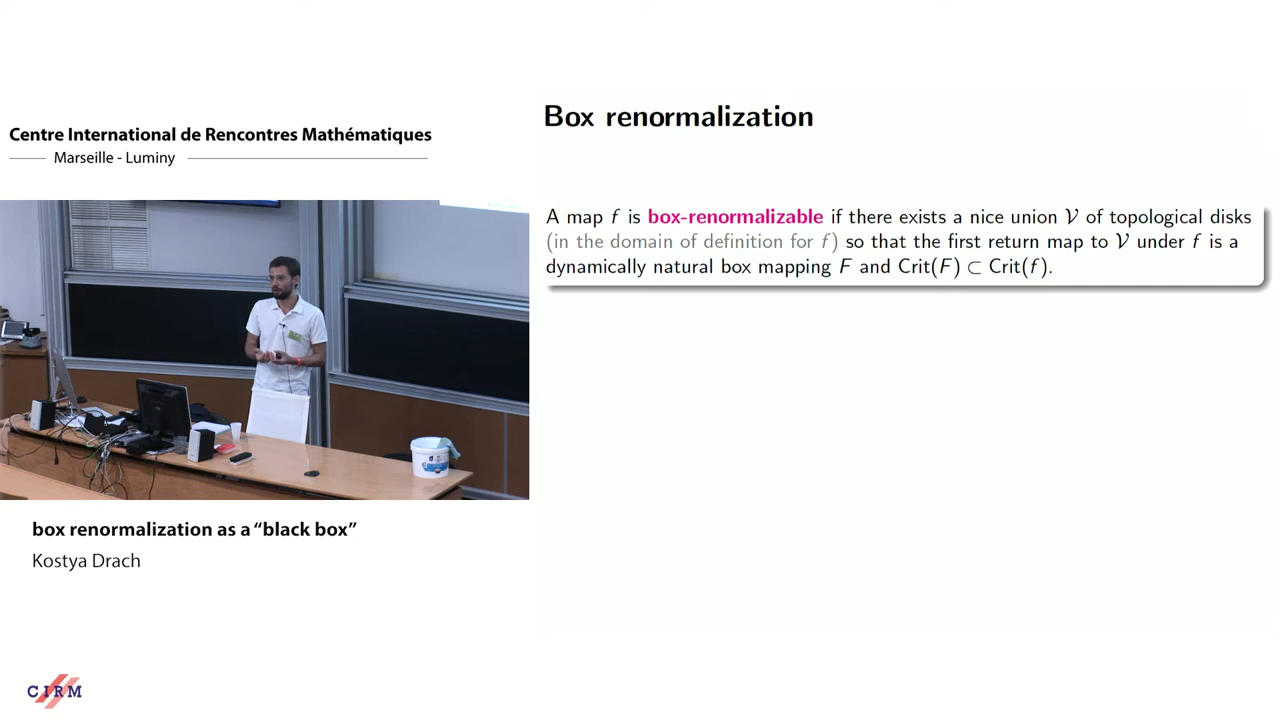 Centre International de Rencontres Mathématiques
Marseille - Luminy
box renormalization as a “black box”
Kostya Drach
CIRM
Box renormalization
A map f is box-renormalizable if there exists a nice union 𝒱 of topological disks
(in the domain of definition for f) so that the first return map to 𝒱 under f is a
dynamically natural box mapping F and Crit(F) ⊂ Crit(f).